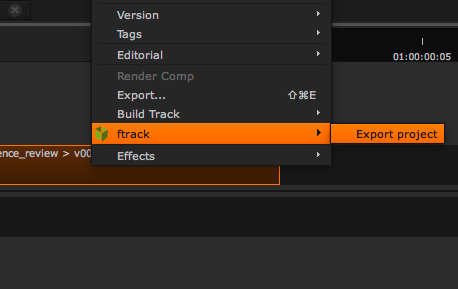 Version
Tags
Editorial
01:00:00:05
Render Comp
Export... ⇧⌘E
Build Track
ftrack
Export project
ence_review > v00
Effects